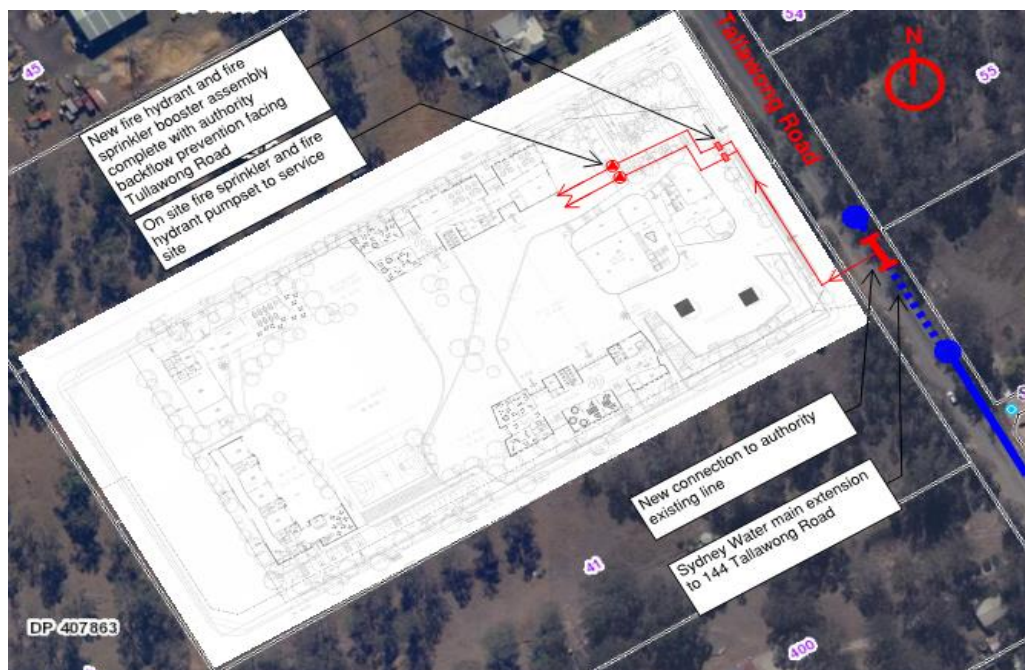 54
Tallawong Road
N
55
45
New fire hydrant and fire
sprinkler booster assembly
complete with authority
backflow prevention facing
Tullawong Road
On site fire sprinkler and fire
hydrant pumpset to service
site
New connection to authority
existing line
Sydney Water main extension
to 144 Tallawong Road
41
DP 407863
400